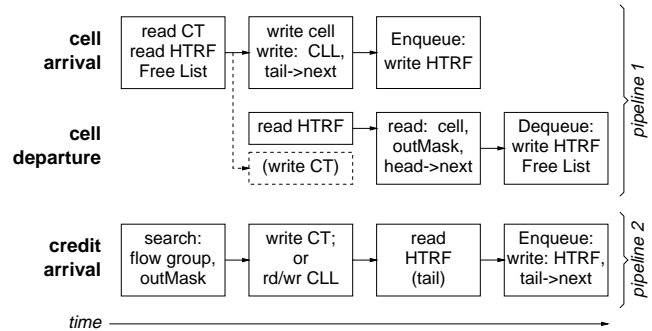 cell
arrival
read CT
read HTRF
Free List
write cell
write: CLL,
tail->next
Enqueue:
write HTRF
cell
departure
read HTRF
(write CT)
read: cell,
outMask,
head->next
Dequeue:
write HTRF
Free List
pipeline 1
credit
arrival
search:
flow group,
outMask
write CT;
or
rd/wr CLL
read
HTRF
(tail)
Enqueue:
write: HTRF,
tail->next
pipeline 2
time